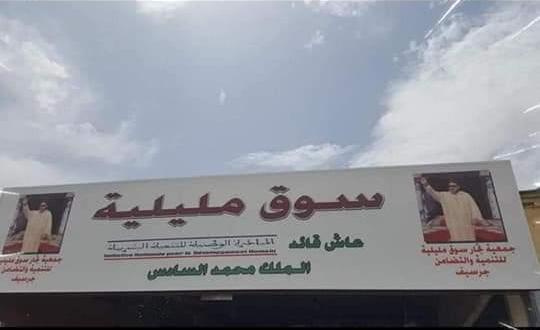 سوق مليلية
المبادرة الوطنية للتنمية البشرية
Initiative Nationale pour le Développement Humain
عاش قائد
الملك محمد السادس
جمعية تجار سوق مليلية
للتنمية والتضامن
جرسيف
جمعية تجار سوق مليلية
للتنمية والتضامن
جرسيف